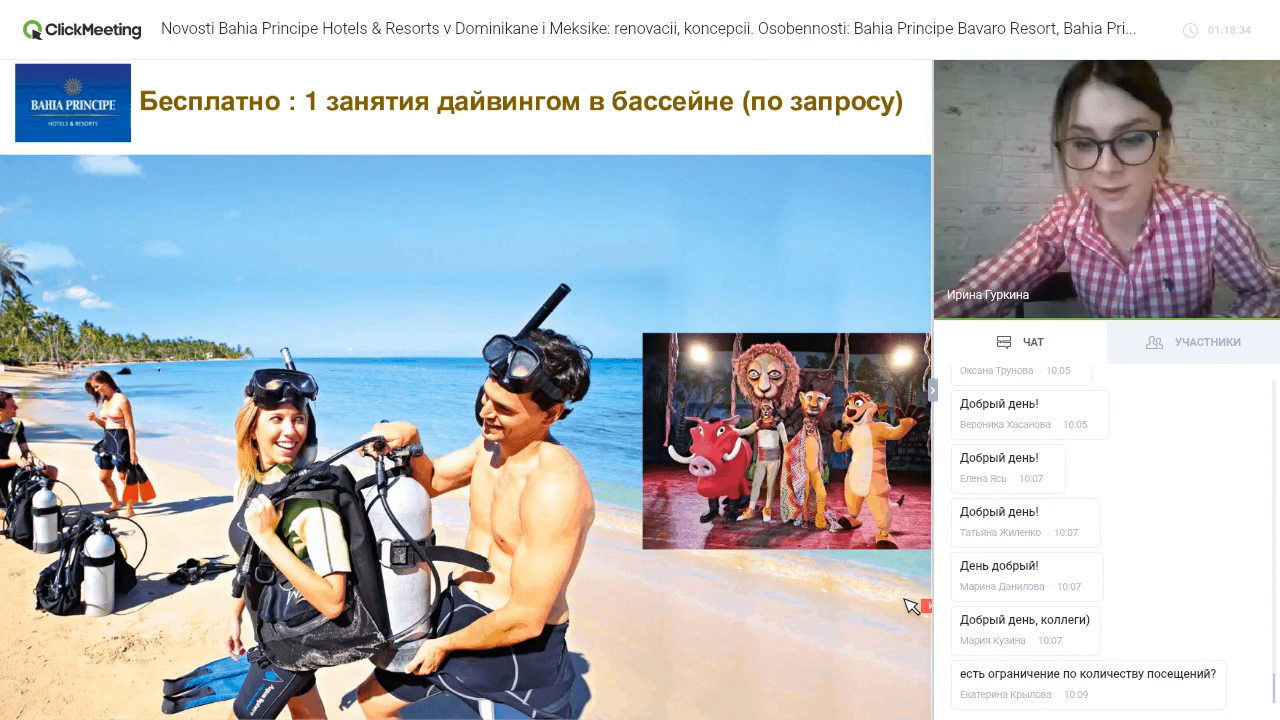 ClickMeeting
Novosti Bahia Principe Hotels & Resorts v Dominikane i Meksike: renovacii, koncepcii. Osobennosti: Bahia Principe Bavaro Resort, Bahia Pri...
01:18:34
BAHIA PRINCIPE
HOTELS & RESORTS
Бесплатно : 1 занятия дайвингом в бассейне (по запросу)
Ирина Гуркина
ЧАТ
УЧАСТНИКИ
Оксана Трунова · 10:05
Добрый день!
Вероника Хасанова · 10:05
Добрый день!
Елена Ясь · 10:07
Добрый день!
Татьяна Жиленко · 10:07
День добрый!
Марина Данилова · 10:07
Добрый день, коллеги)
Мария Кузина · 10:07
есть ограничение по количеству посещений?
Екатерина Крылова · 10:09